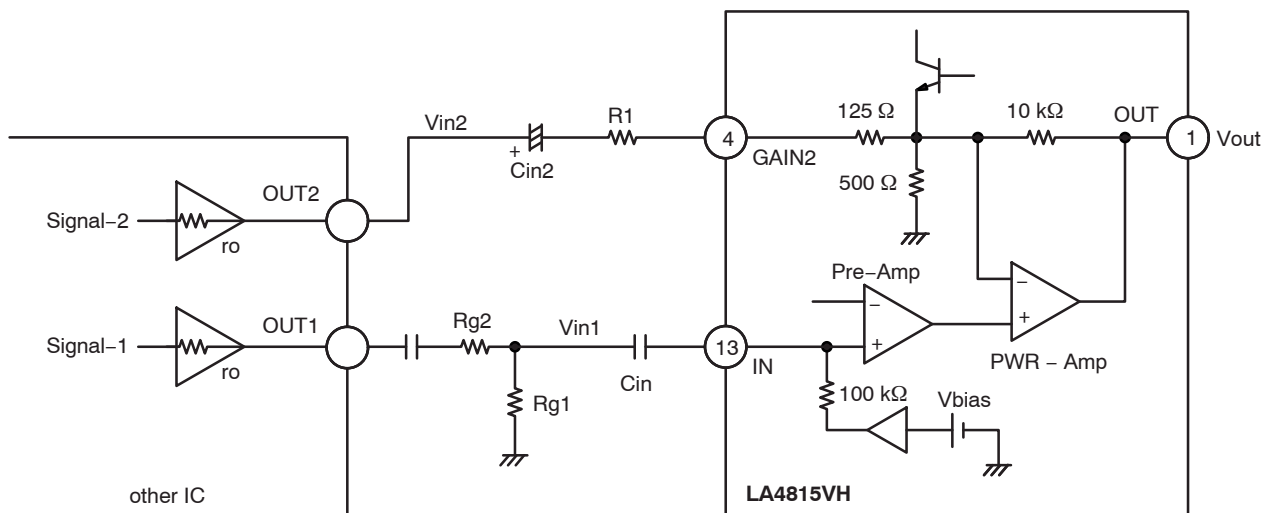 125 Ω
10 kΩ
OUT
Vin2
R1
4
GAIN2
1
Vout
+
Cin2
500 Ω
OUT2
Signal–2
ro
Pre–Amp
–
+
–
+
PWR – Amp
OUT1
Signal–1
ro
Rg2
Vin1
Cin
13
IN
Rg1
100 kΩ
Vbias
other IC
LA4815VH